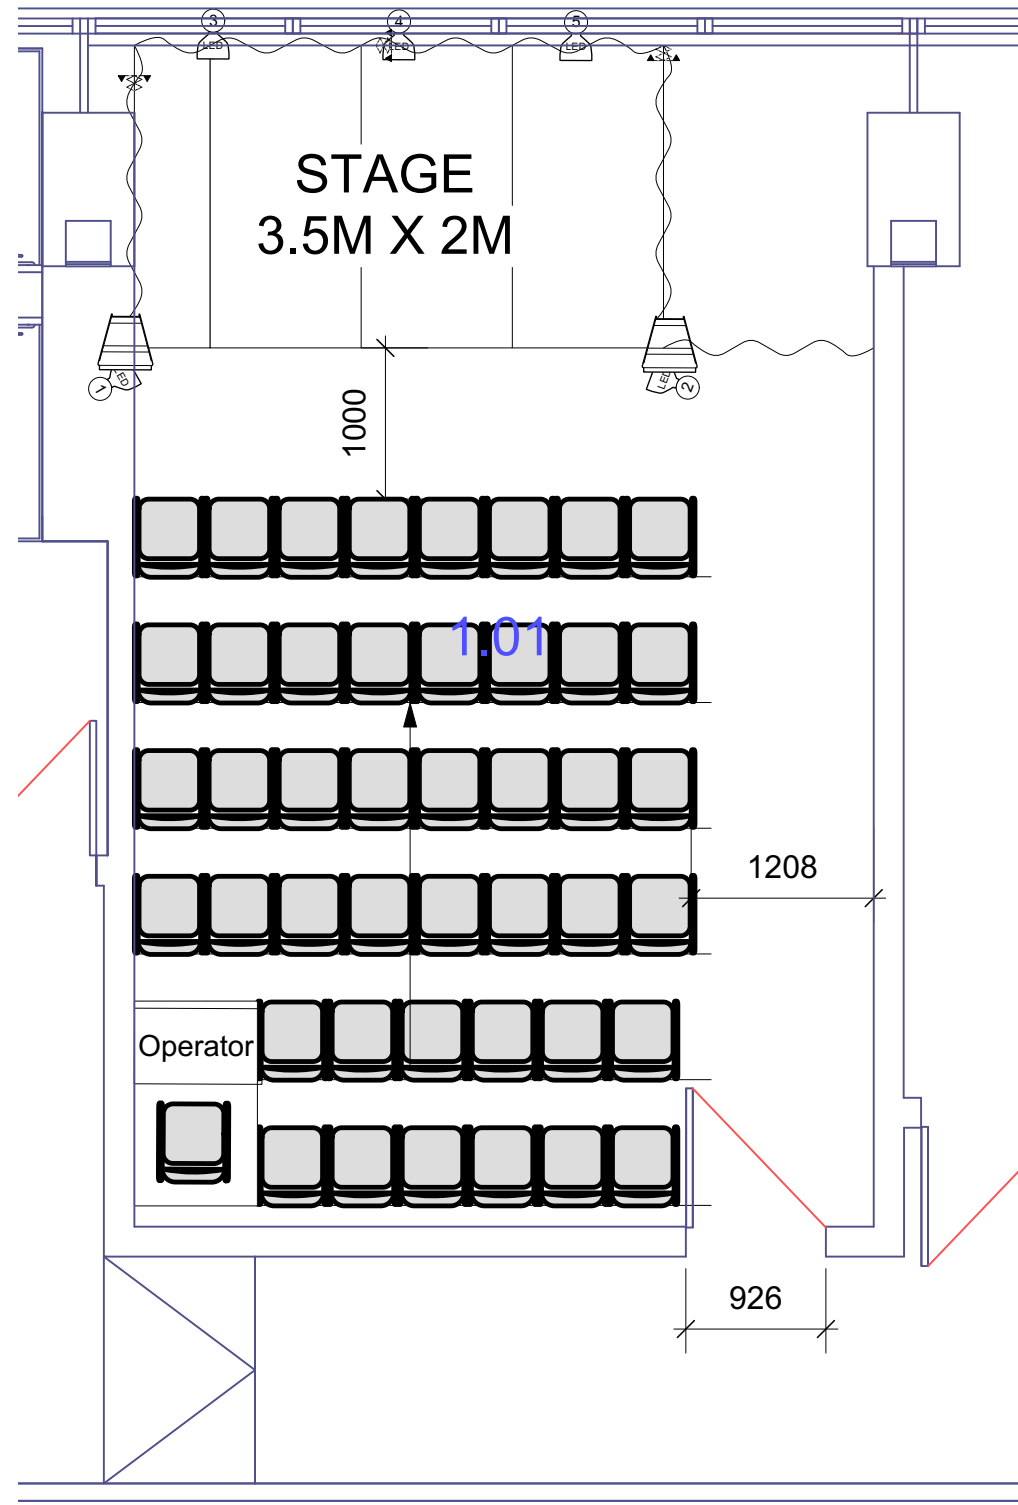 3
4
5
LED
LED
LED
STAGE
3.5M X 2M
LED
1
LED
2
1000
1.01
1208
Operator
926